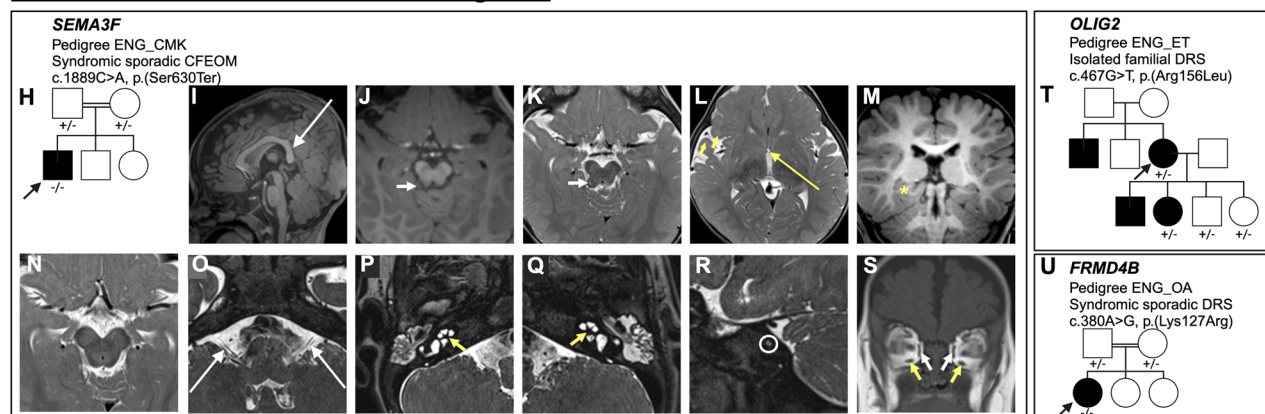 SEMA3F
Pedigree ENG_CMK
Syndromic sporadic CFEOM
c.1889C>A, p.(Ser630Ter)
H
+/-
+/-
-/-
I
J
K
L
M
*
N
O
P
Q
R
S
OLIG2
Pedigree ENG_ET
Isolated familial DRS
c.467G>T, p.(Arg156Leu)
T
+/-
+/-
+/-
+/-
U
FRMD4B
Pedigree ENG_OA
Syndromic sporadic DRS
c.380A>G, p.(Lys127Arg)
+/-
+/-
-/-